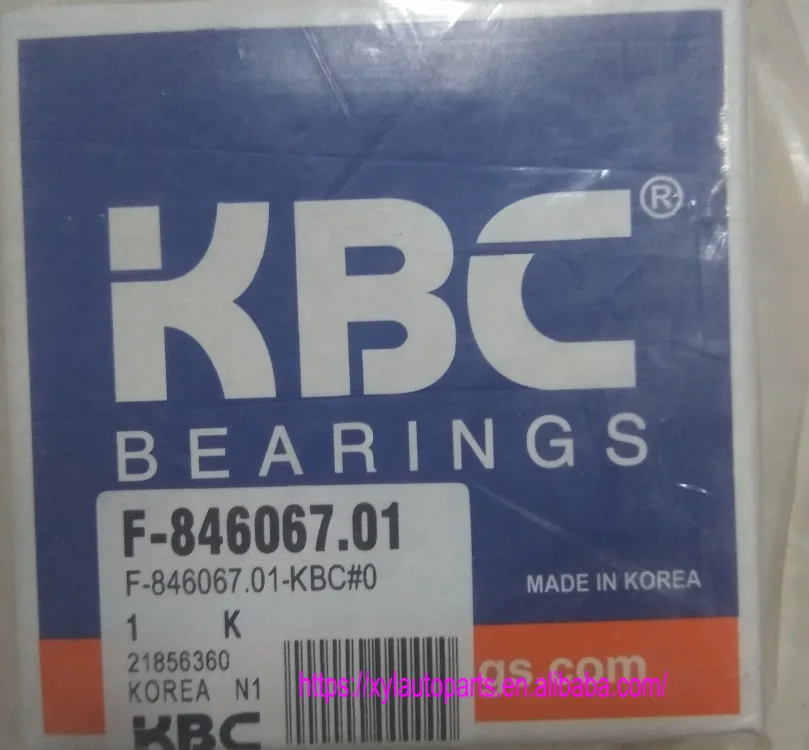 KBC®
BEARINGS
F-846067.01
F-846067.01-KBC#0
MADE IN KOREA
1 K
21856360
KOREA N1
gs.com
https://xylautoparts.en.alibaba.com/
KBC